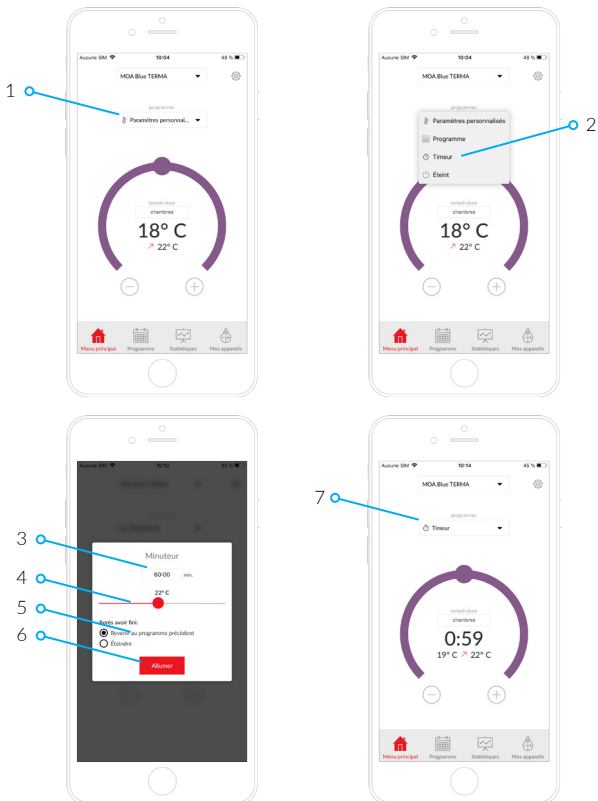 Aucune SIM 10:04 48 %
MOA Blue TERMA
programme
1
Paramètres personnal...
température
chambres
18° C
22° C
Menu principal Programme Statistiques Mes appareils
Aucune SIM 10:04 48 %
MOA Blue TERMA
programme
Paramètres personnalisés
2
Programme
Timeur
Éteint
température
chambres
18° C
22° C
Menu principal Programme Statistiques Mes appareils
Aucune SIM 10:12 45 %
Minuteur
3
60:00 min.
4
22° C
5
Après avoir fini:
Revenir au programme précédent
6
Éteindre
Allumer
Aucune SIM 10:14 45 %
MOA Blue TERMA
7
programme
Timeur
température
chambres
0:59
19° C 22° C
Menu principal Programme Statistiques Mes appareils